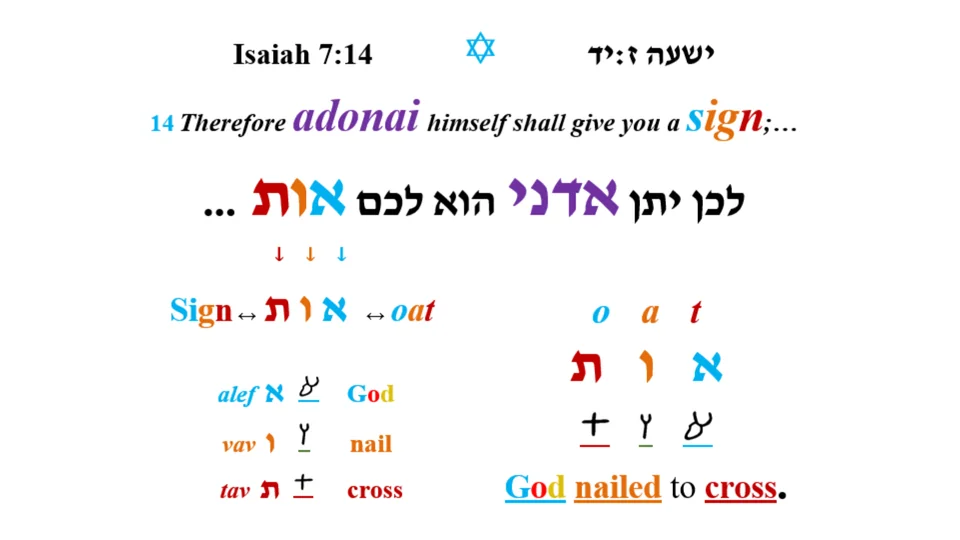 Isaiah 7:14 ✡ ישעה ז:יד
14 Therefore adonai himself shall give you a sign;…
לכן יתן אדני הוא לכם אות ...
↓ ↓ ↓
Sign ↔ א ו ת ↔ oat
o a t
א ו ת
alef א 𐤀 God
vav ו 𐤅 nail
tav ת + cross
𐤀 𐤅 +
God nailed to cross.